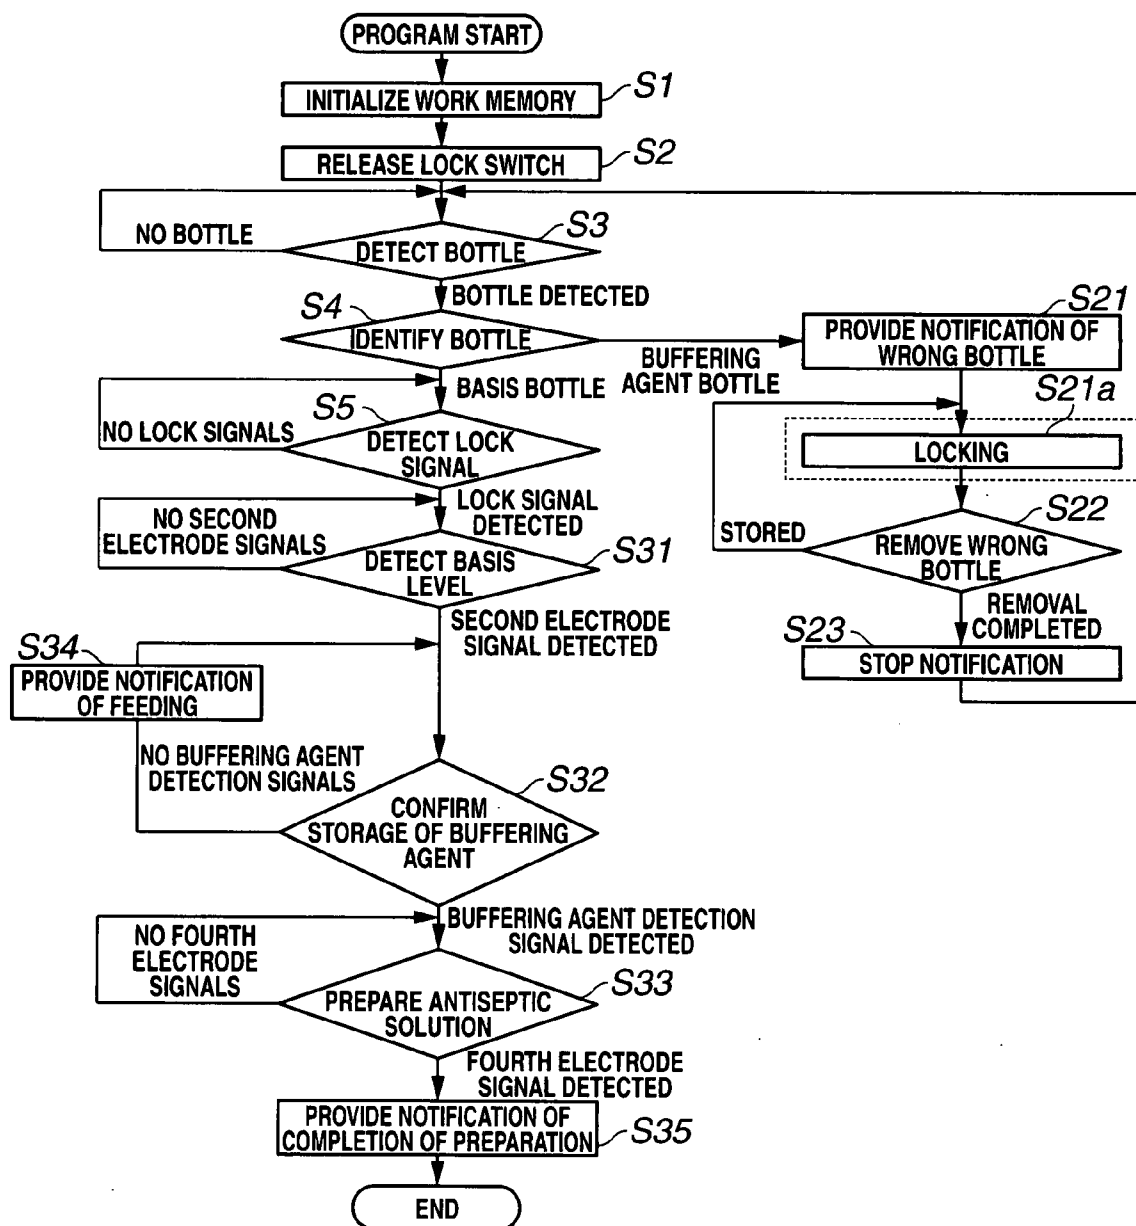 PROGRAM START
S1
INITIALIZE WORK MEMORY
S2
RELEASE LOCK SWITCH
S3
NO BOTTLE
DETECT BOTTLE
BOTTLE DETECTED
S4
IDENTIFY BOTTLE
BUFFERING
AGENT BOTTLE
S21
PROVIDE NOTIFICATION OF
WRONG BOTTLE
BASIS BOTTLE
S5
NO LOCK SIGNALS
DETECT LOCK
SIGNAL
S21a
LOCKING
LOCK SIGNAL
DETECTED
NO SECOND
ELECTRODE SIGNALS
S31
DETECT BASIS
LEVEL
S22
STORED
REMOVE WRONG
BOTTLE
REMOVAL
COMPLETED
S23
STOP NOTIFICATION
SECOND ELECTRODE
SIGNAL DETECTED
S34
PROVIDE NOTIFICATION
OF FEEDING
NO BUFFERING AGENT
DETECTION SIGNALS
S32
CONFIRM
STORAGE OF BUFFERING
AGENT
BUFFERING AGENT DETECTION
SIGNAL DETECTED
NO FOURTH
ELECTRODE
SIGNALS
S33
PREPARE ANTISEPTIC
SOLUTION
FOURTH ELECTRODE
SIGNAL DETECTED
PROVIDE NOTIFICATION OF
COMPLETION OF PREPARATION
S35
END